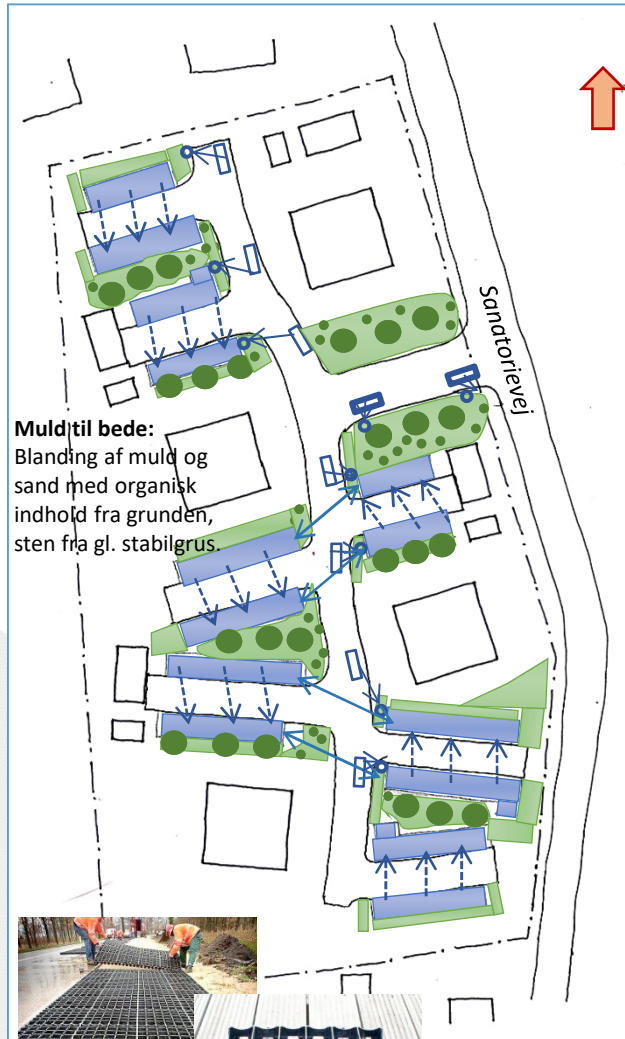 Sanatorievej
Muld til bede:
Blanding af muld og
sand med organisk
indhold fra grunden,
sten fra gl. stabilgrus.